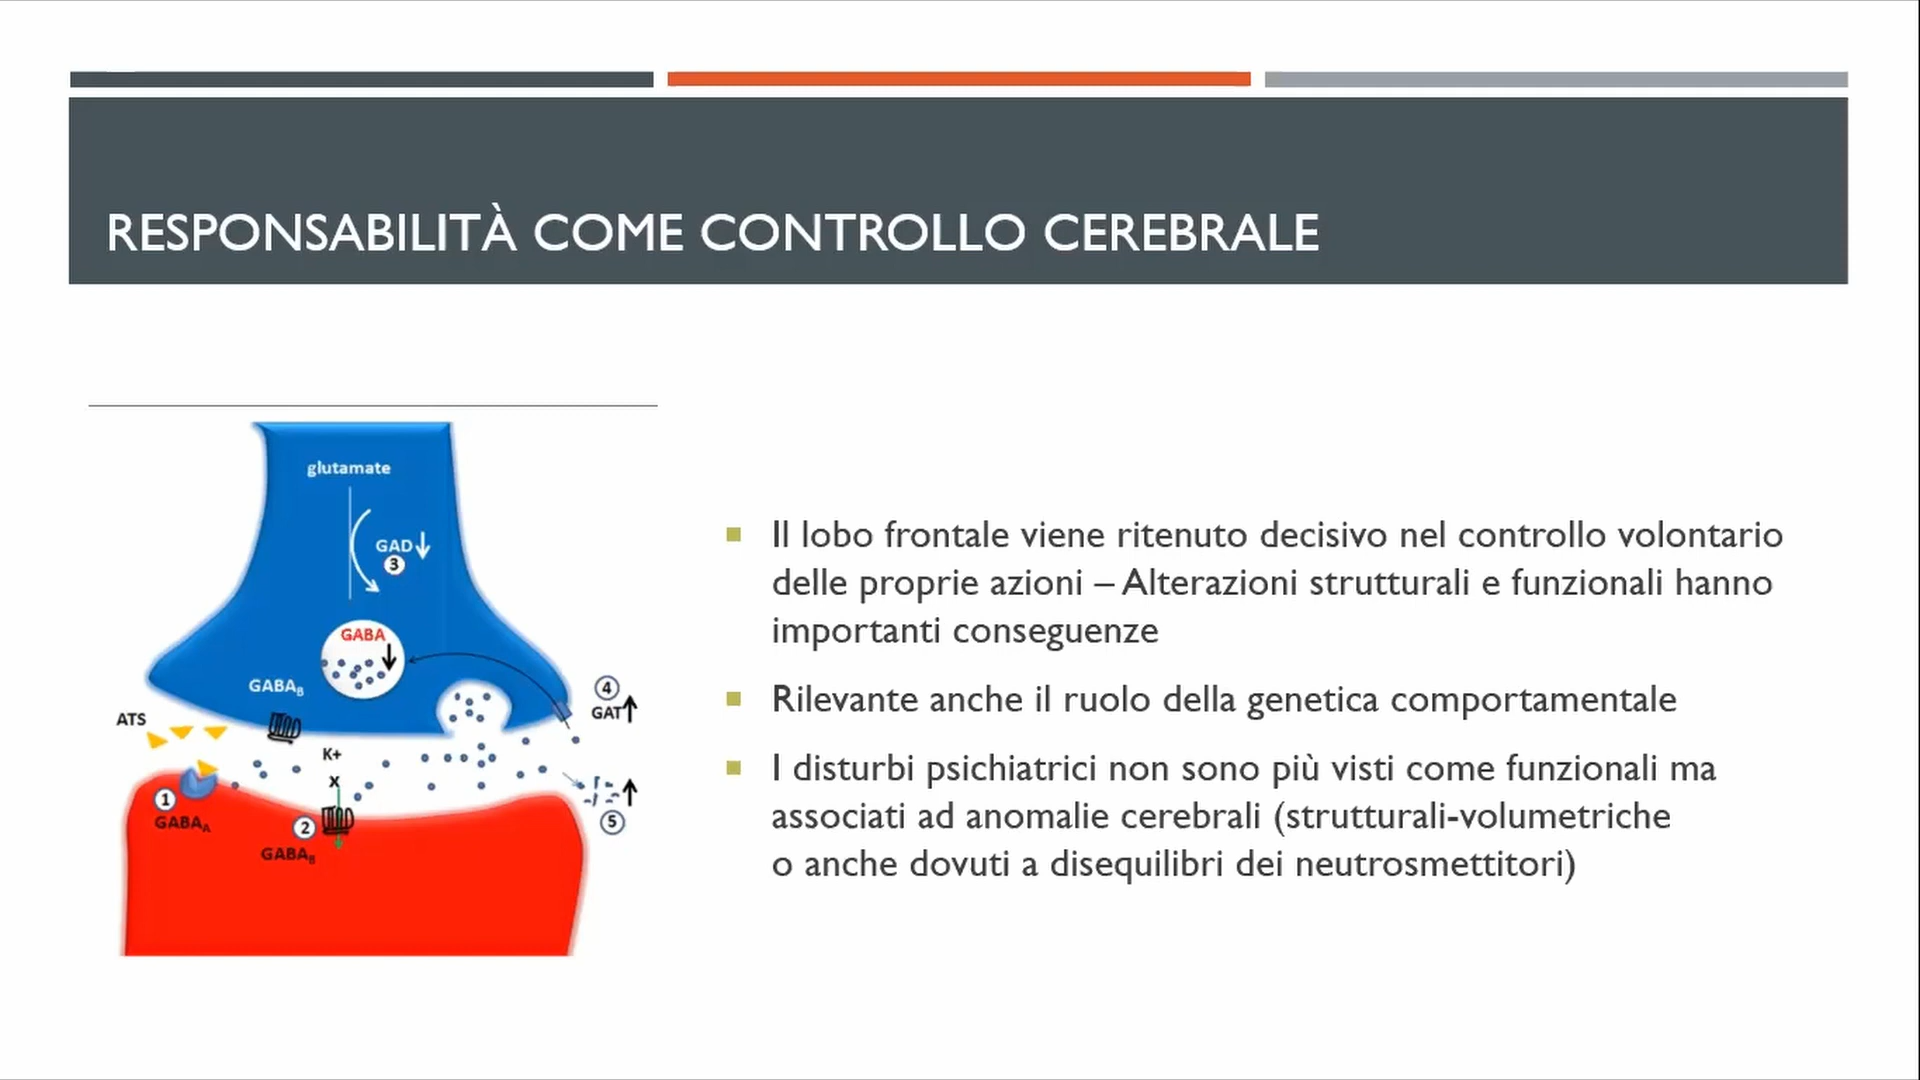 RESPONSABILITÀ COME CONTROLLO CEREBRALE
glutamate
GAD
3
GABA
GABAB
4
GAT
ATS
K+
X
1
GABAA
2
GABAB
5
Il lobo frontale viene ritenuto decisivo nel controllo volontario
delle proprie azioni – Alterazioni strutturali e funzionali hanno
importanti conseguenze
Rilevante anche il ruolo della genetica comportamentale
I disturbi psichiatrici non sono più visti come funzionali ma
associati ad anomalie cerebrali (strutturali-volumetriche
o anche dovuti a disequilibri dei neutrosmettitori)